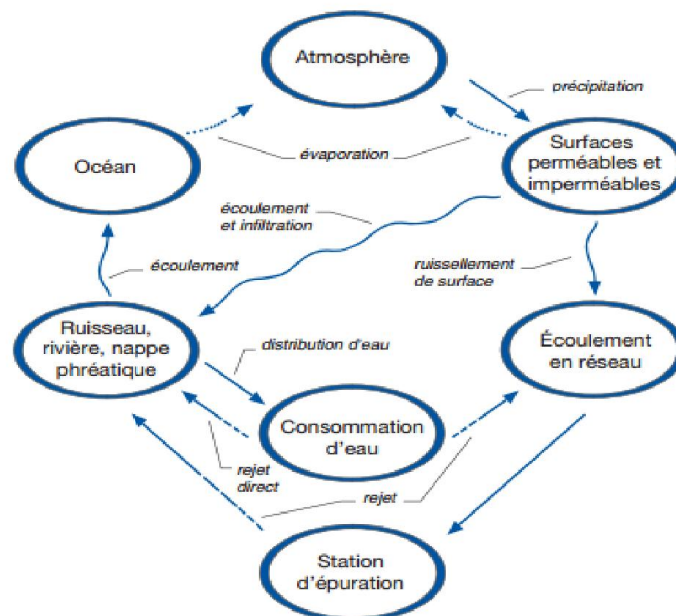 Atmosphère
précipitation
Océan
évaporation
Surfaces
perméables et
imperméables
écoulement
et infiltration
écoulement
ruissellement
de surface
Ruisseau,
rivière, nappe
phréatique
distribution d'eau
Écoulement
en réseau
Consommation
d'eau
rejet
direct
rejet
Station
d'épuration